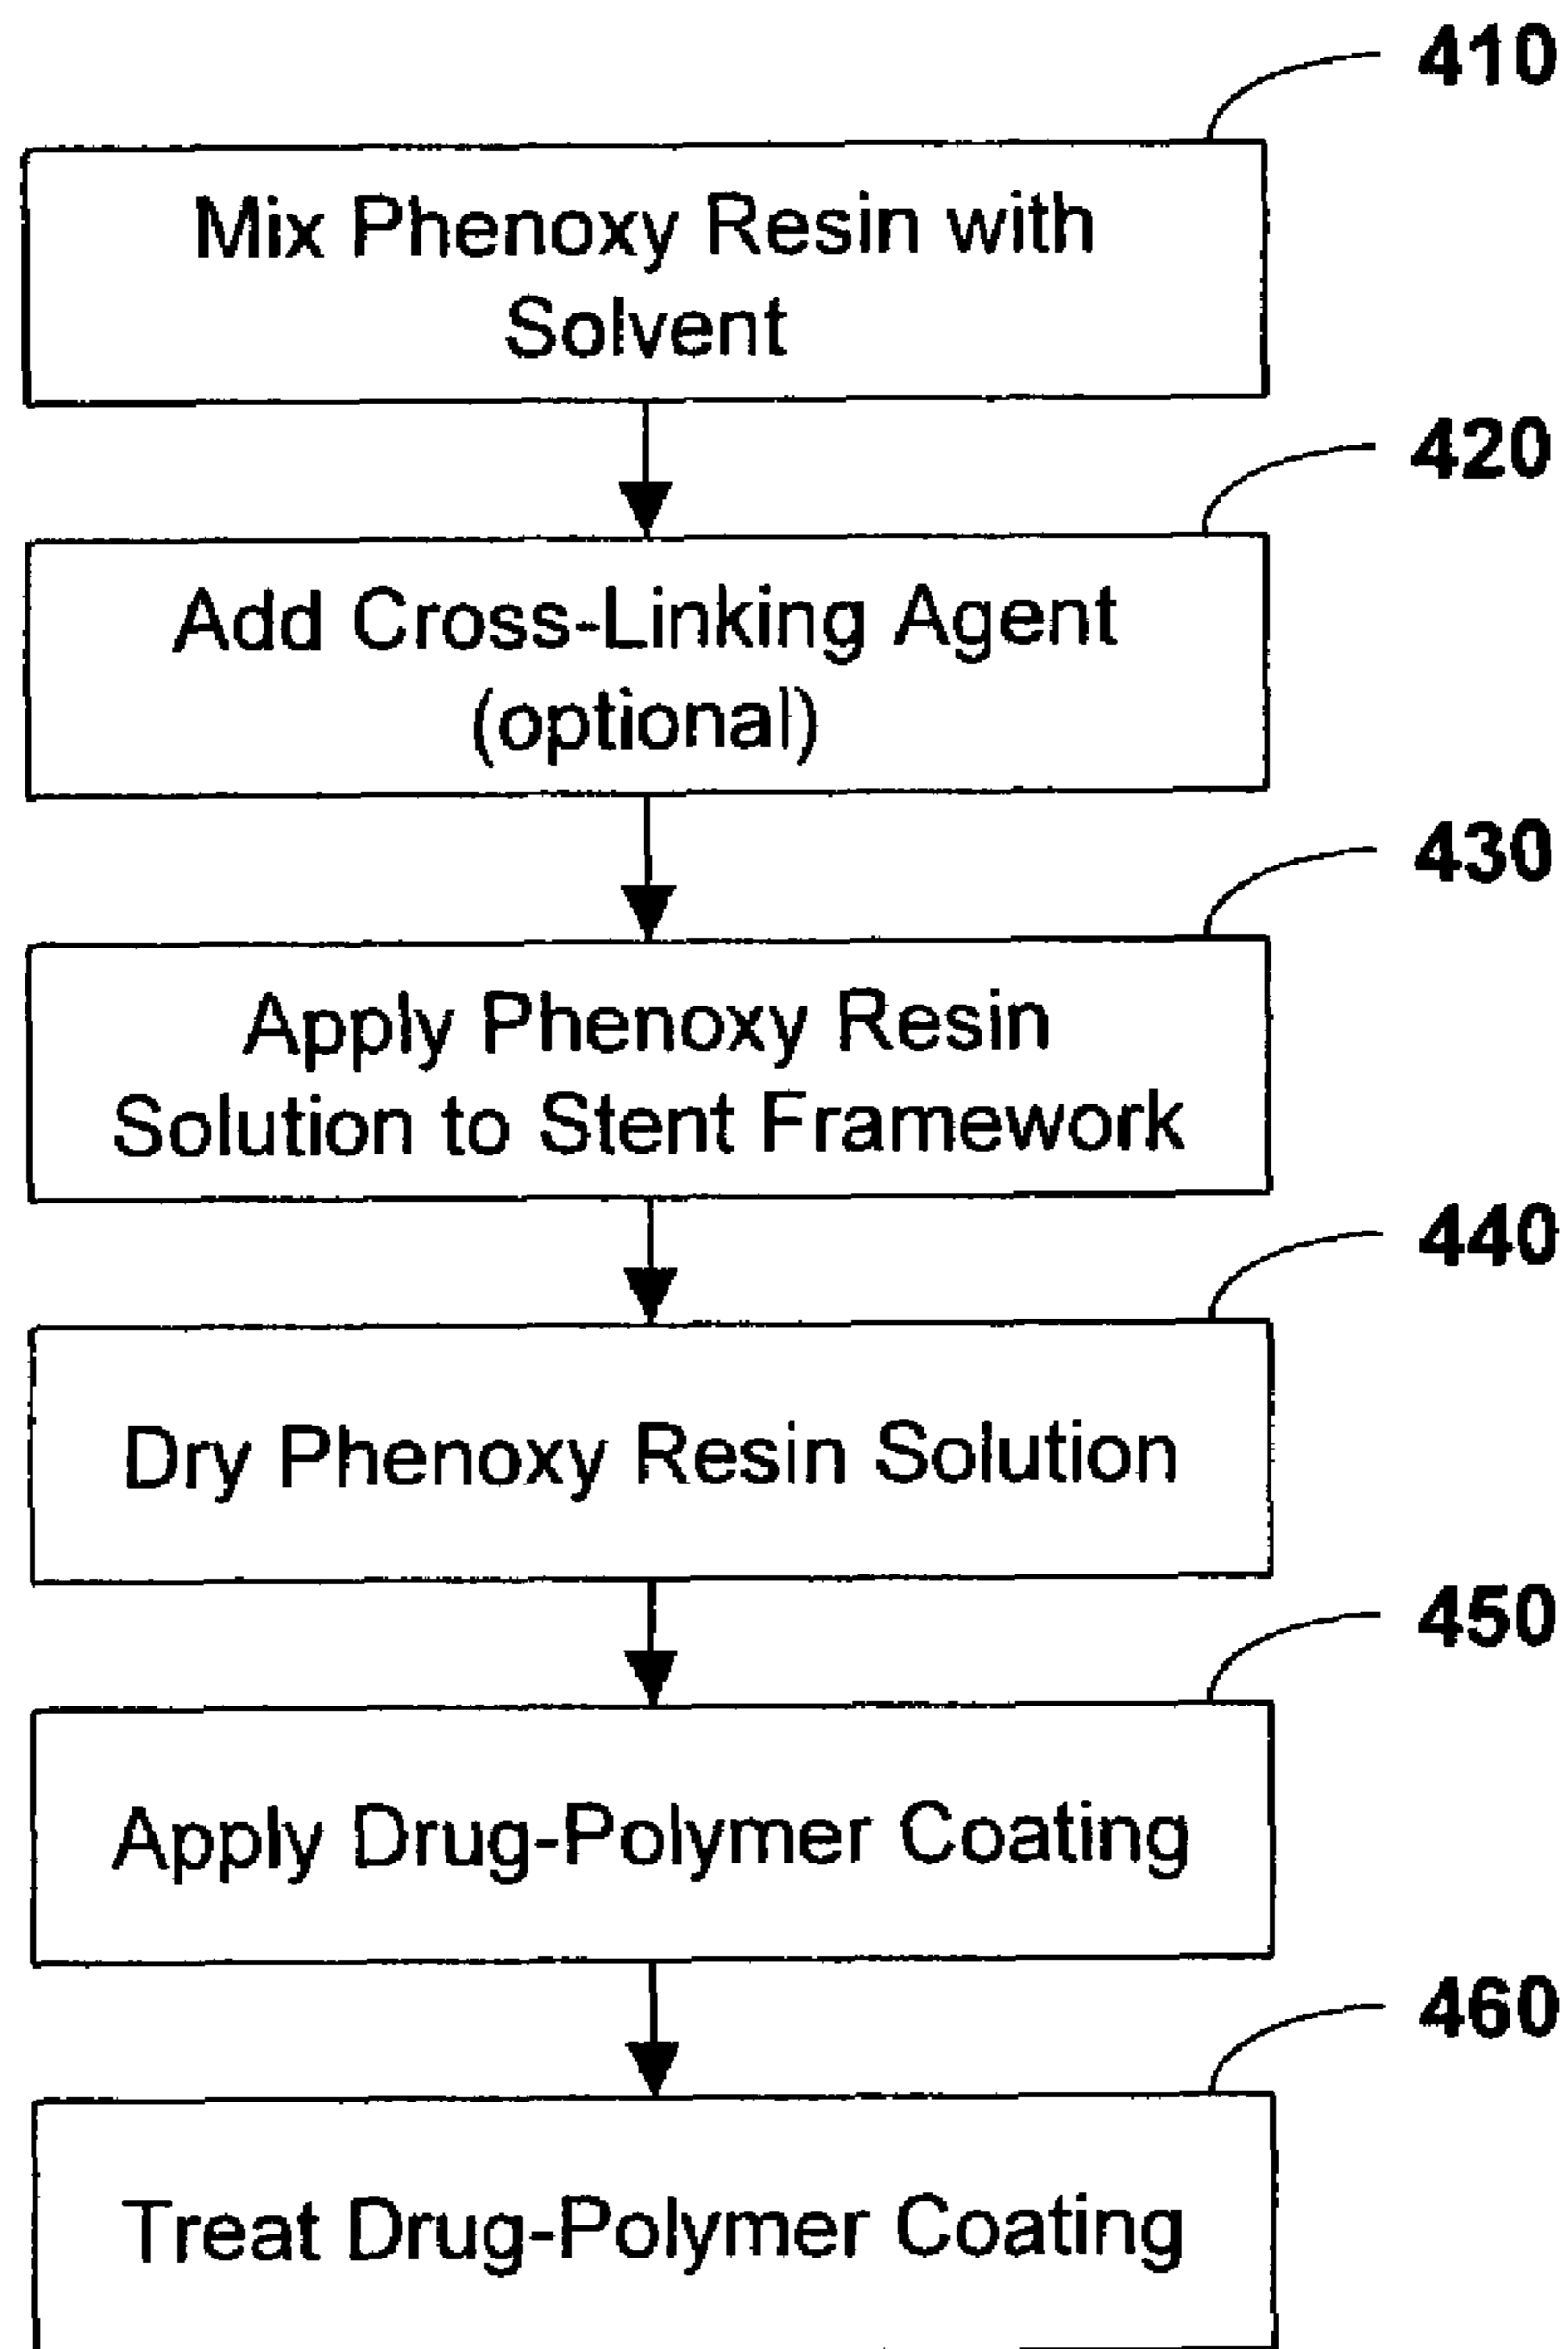 410
Mix Phenoxy Resin with
Solvent
420
Add Cross-Linking Agent
(optional)
430
Apply Phenoxy Resin
Solution to Stent Framework
440
Dry Phenoxy Resin Solution
450
Apply Drug-Polymer Coating
460
Treat Drug-Polymer Coating